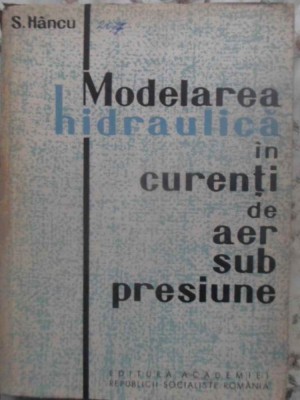 S. Hâncu
Modelarea
hidraulică
în
curenți
de
aer
sub
presiune
EDITURA ACADEMIEI
REPUBLICII SOCIALISTE ROMÂNIA